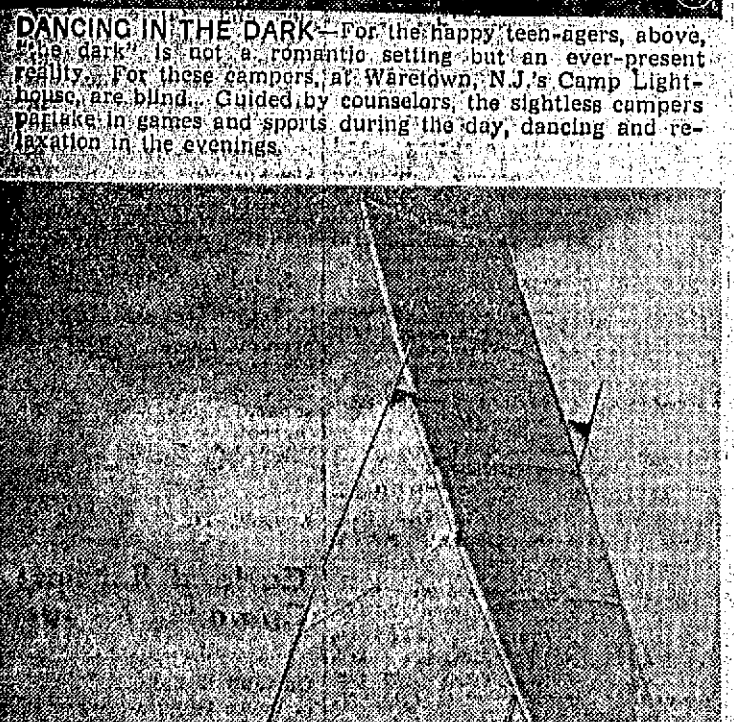 DANCING IN THE DARK—For the happy teen-agers, above,
"the dark" is not a romantic setting but an ever-present
reality. For these campers, at Waretown, N.J.'s Camp Light-
house, are blind. Guided by counselors, the sightless campers
partake in games and sports during the day, dancing and re-
laxation in the evenings.